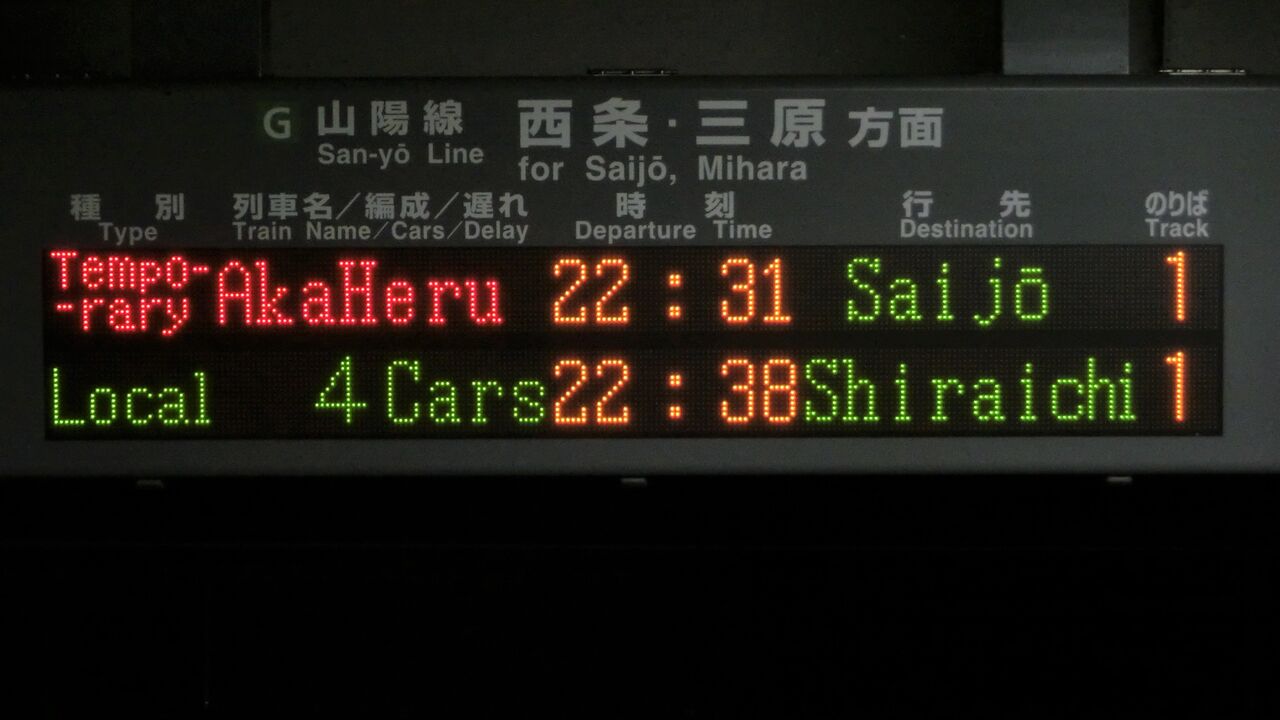 G 山陽線 西条・三原方面
San-yō Line for Saijō, Mihara
種別 列車名／編成／遅れ 時刻 行先 のりば
Type Train Name/Cars/Delay Departure Time Destination Track
Tempo-
-rary AkaHeru 22:31 Saijō 1
Local 4 Cars 22:38 Shiraichi 1